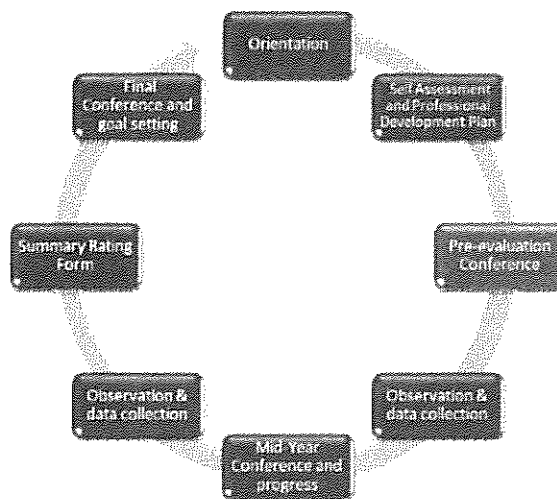 Orientation
Self Assessment
and Professional
Development Plan
Pre-evaluation
Conference
Observation &
data collection
Mid-Year
Conference and
progress
Observation &
data collection
Summary Rating
Form
Final
Conference and
goal setting